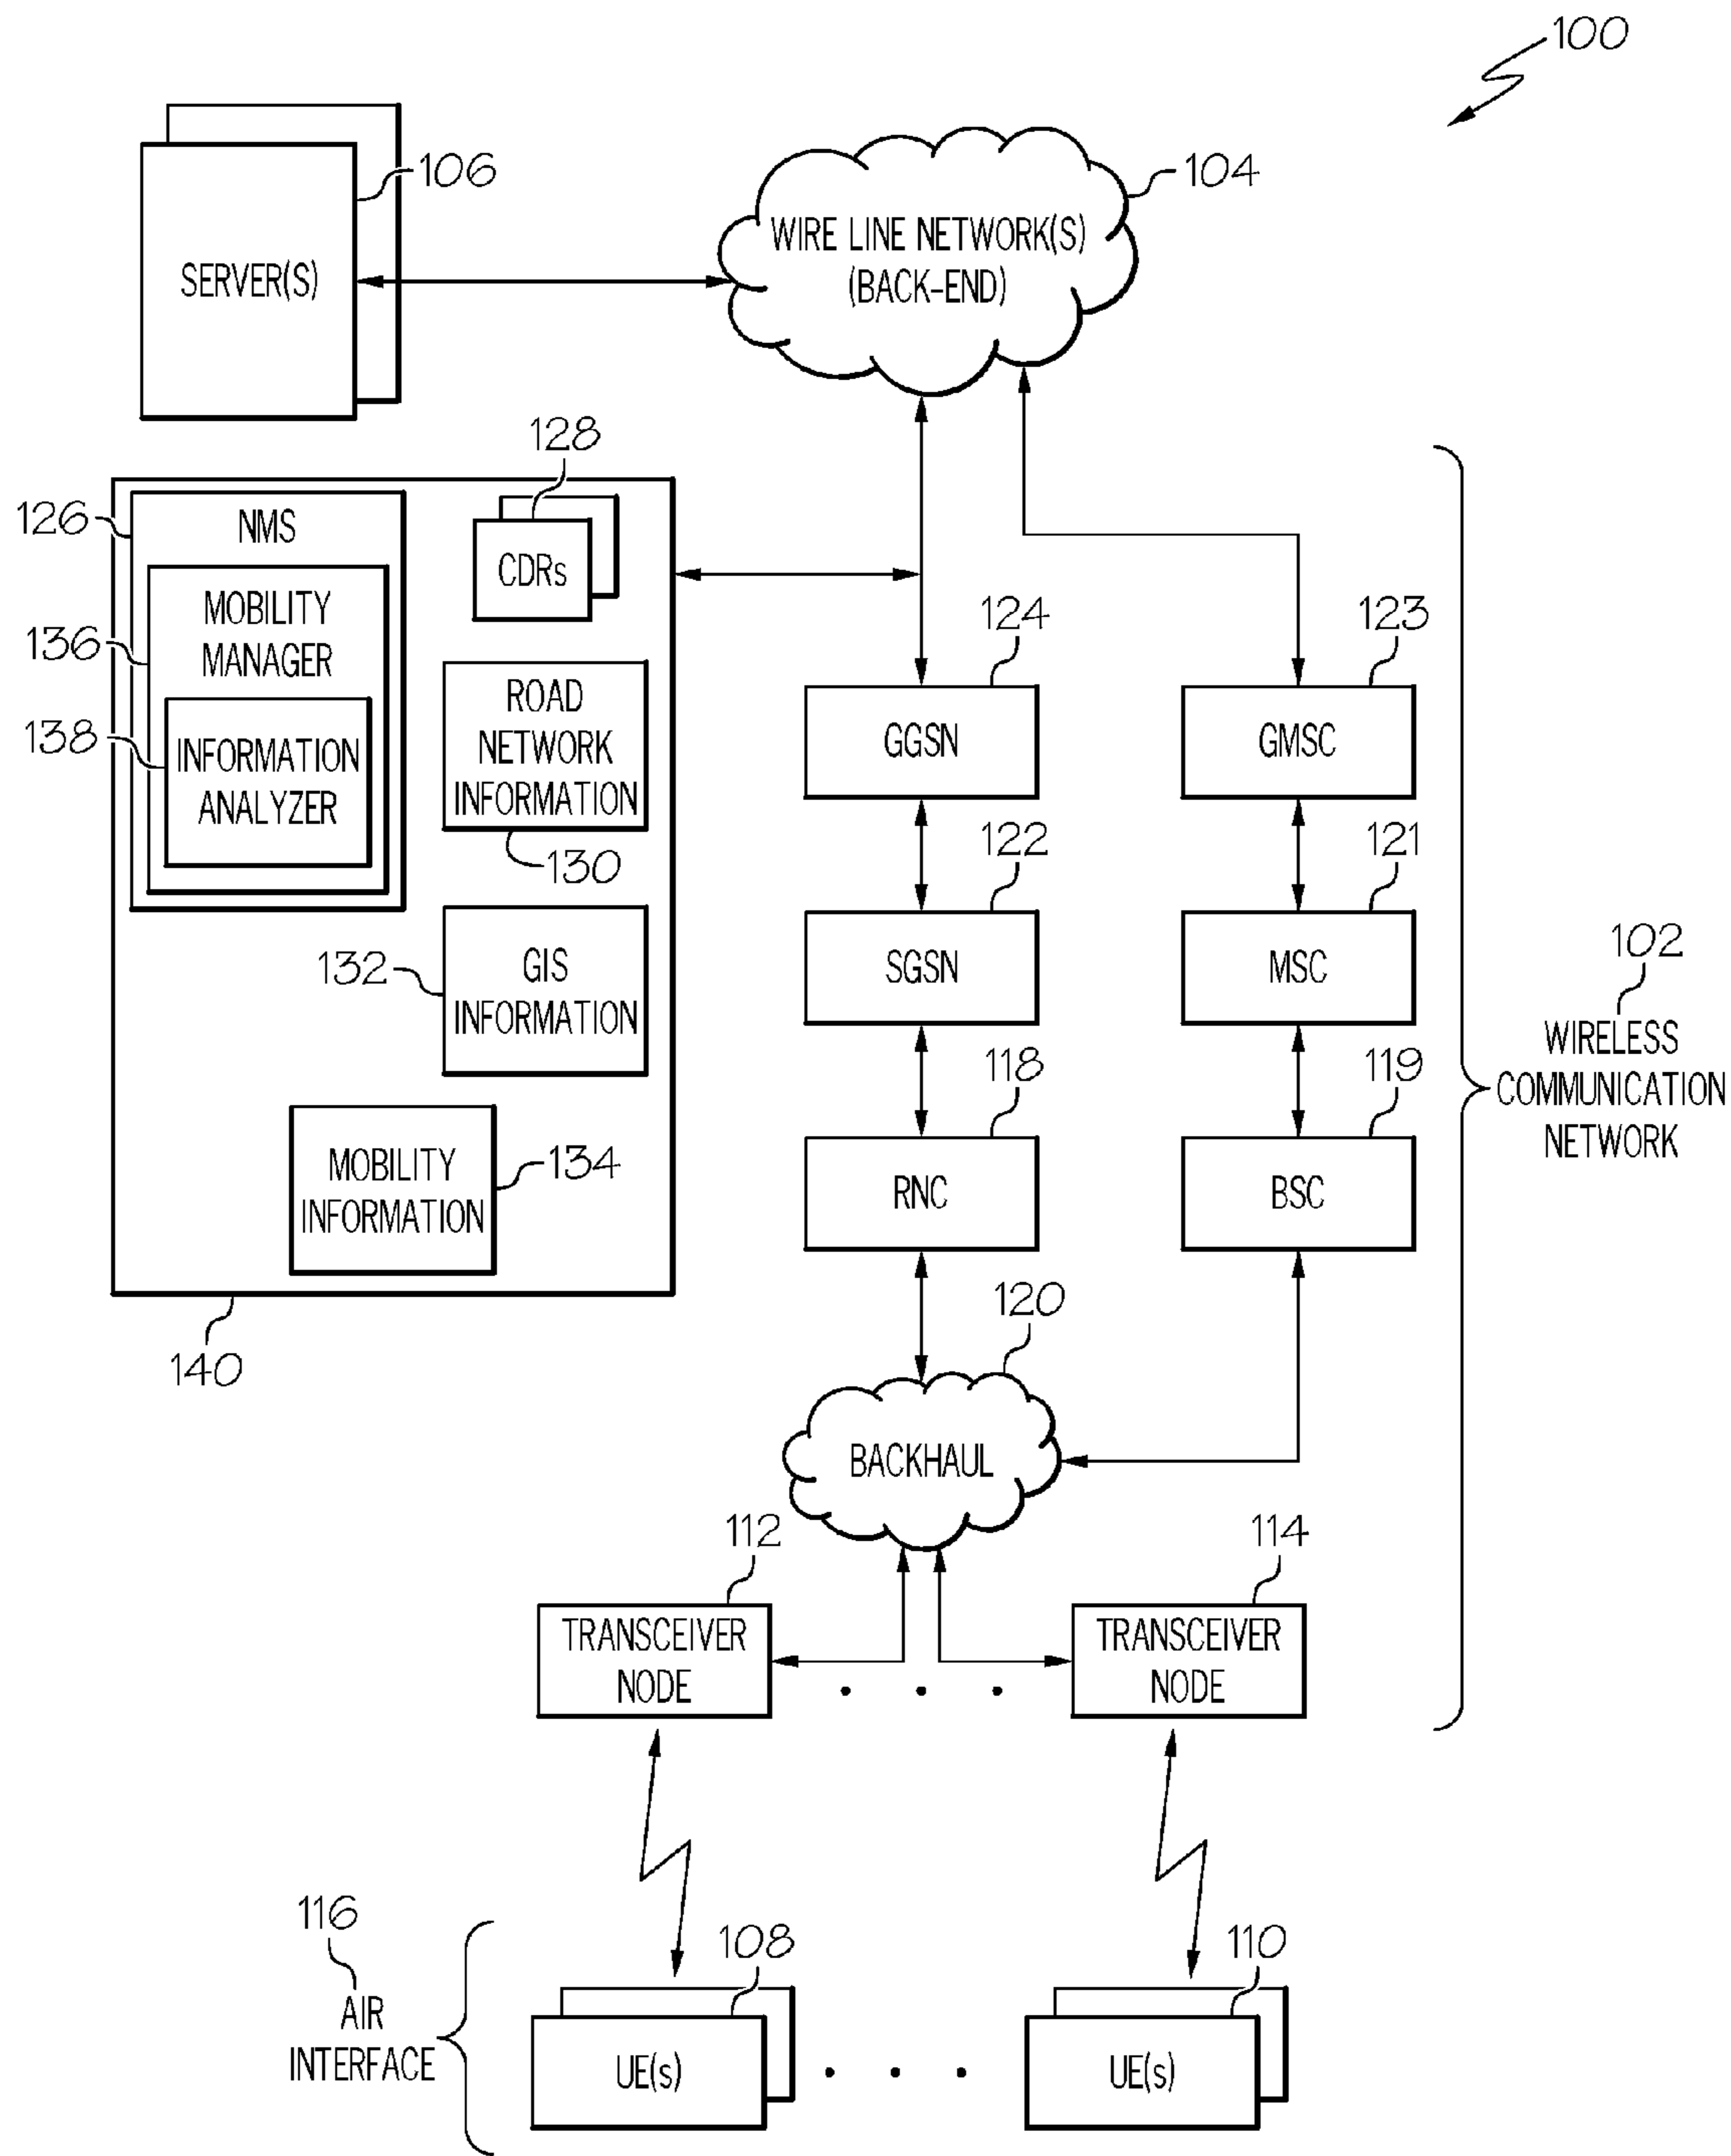 100
106
SERVER(S)
104
WIRE LINE NETWORK(S)
(BACK-END)
128
126
NMS
CDRs
136
MOBILITY
MANAGER
138
INFORMATION
ANALYZER
ROAD
NETWORK
INFORMATION
130
132
GIS
INFORMATION
MOBILITY
INFORMATION
134
140
124
GGSN
123
GMSC
122
SGSN
121
MSC
118
RNC
119
BSC
102
WIRELESS
COMMUNICATION
NETWORK
120
BACKHAUL
112
TRANSCEIVER
NODE
114
TRANSCEIVER
NODE
. . .
116
AIR
INTERFACE
108
UE(s)
. . .
110
UE(s)